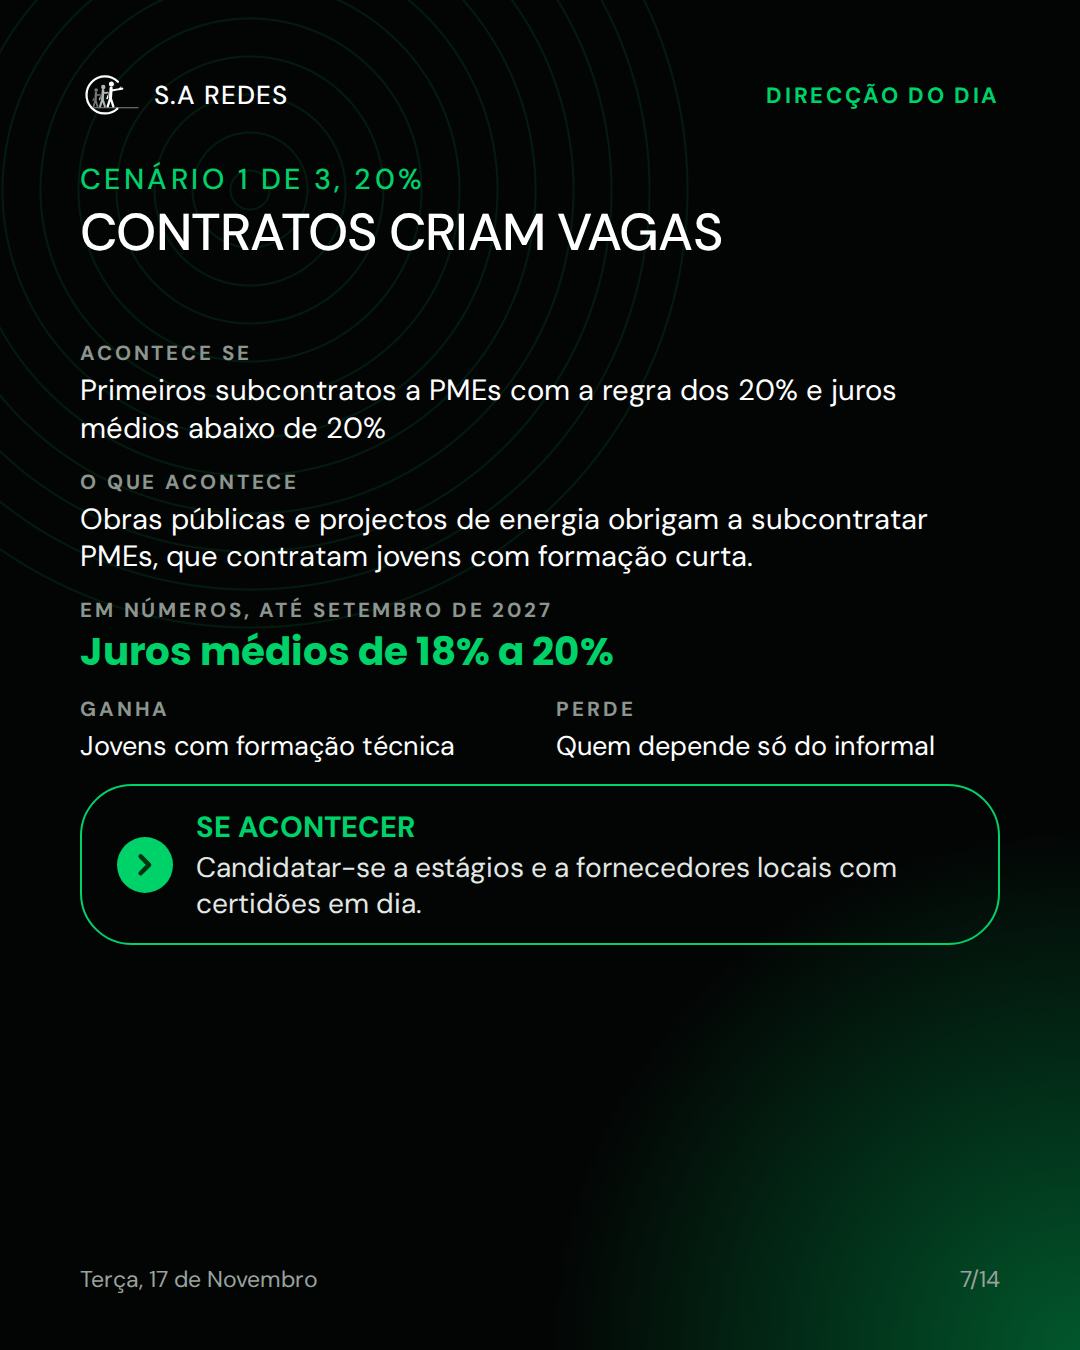 S.A REDES
DIRECÇÃO DO DIA
CENÁRIO 1 DE 3, 20%
CONTRATOS CRIAM VAGAS
ACONTECE SE
Primeiros subcontratos a PMEs com a regra dos 20% e juros
médios abaixo de 20%
O QUE ACONTECE
Obras públicas e projectos de energia obrigam a subcontratar
PMEs, que contratam jovens com formação curta.
EM NÚMEROS, ATÉ SETEMBRO DE 2027
Juros médios de 18% a 20%
GANHA
Jovens com formação técnica
PERDE
Quem depende só do informal
SE ACONTECER
Candidatar-se a estágios e a fornecedores locais com
certidões em dia.
Terça, 17 de Novembro
7/14